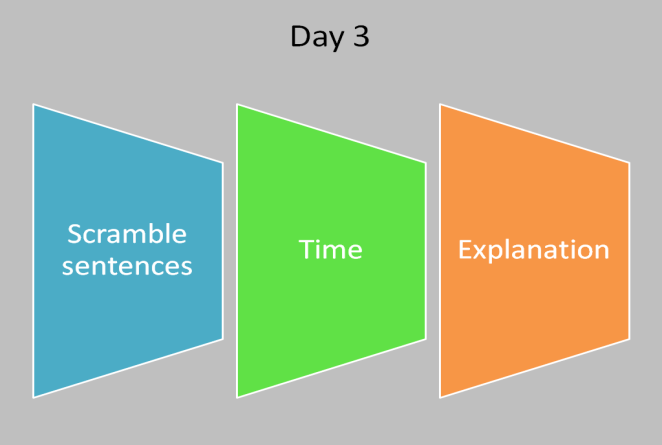 Day 3
Scramble
sentences
Time
Explanation